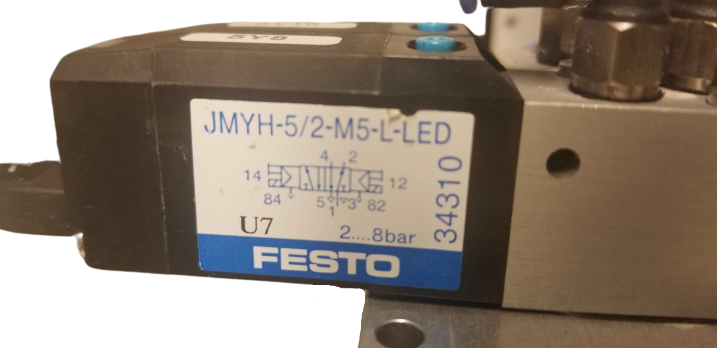 5Y8
JMYH-5/2-M5-L-LED
4 2
14 12
84 5 1 3 82
34310
U7 2....8bar
FESTO